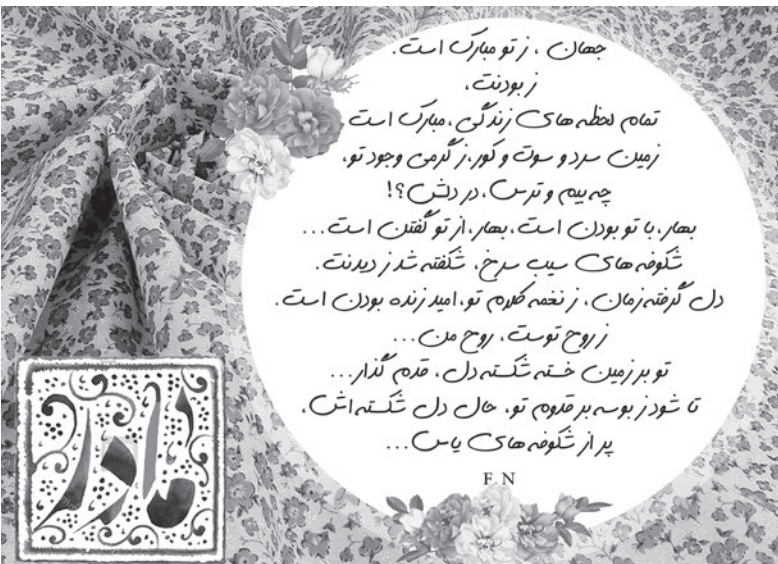 جهان ، ز تو مبارک است.
ز بودنت،
تمام لحظه های زندگی، مبارک است
زمین سرد و سوت و کور، ز گرمی وجود تو،
چه بیم و ترس، در دلش؟!
بهار، با تو بودن است، بهار، از تو گفتن است...
شکوفه های سیب سرخ، شکفته شد ز دیدنت.
دل گرفته زمان، ز نغمه کلام تو، امید زنده بودن است.
ز روح توست، روح من...
تو بر زمین خسته شکسته دل، قدم گذار...
تا شود ز بوسه بر قدوم تو، حال دل شکسته اش،
پر از شکوفه های یاس...
F.N
مادر